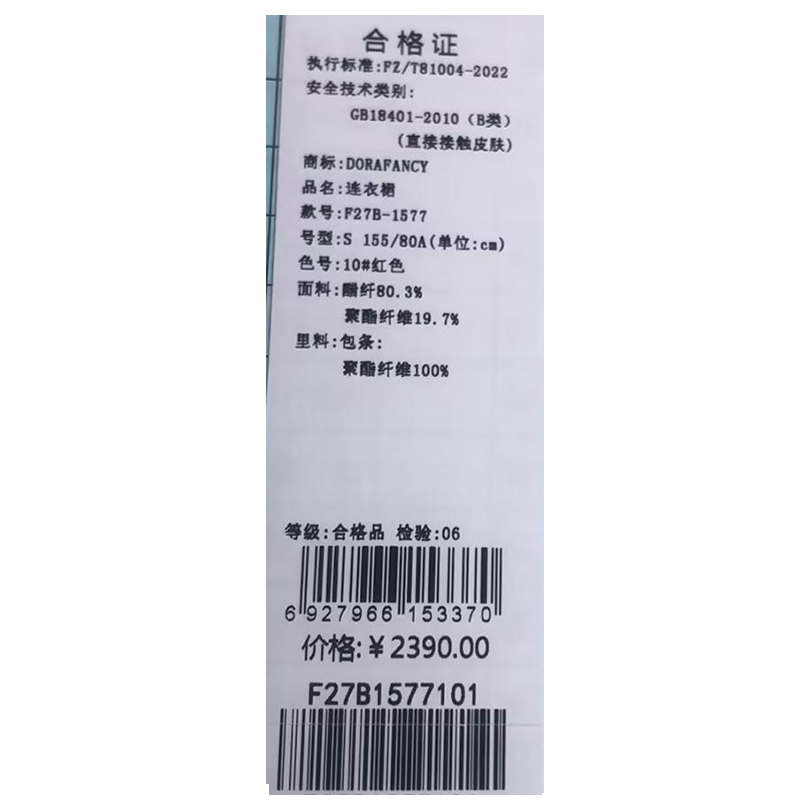 合格证
执行标准:FZ/T81004-2022
安全技术类别:
GB18401-2010（B类）
(直接接触皮肤)
商标:DORAFANCY
品名:连衣裙
款号:F27B-1577
号型:S 155/80A(单位:cm)
色号:10#红色
面料:醋纤80.3%
聚酯纤维19.7%
里料:包条:
聚酯纤维100%
等级:合格品 检验:06
6 927966 153370
价格:￥2390.00
F27B1577101